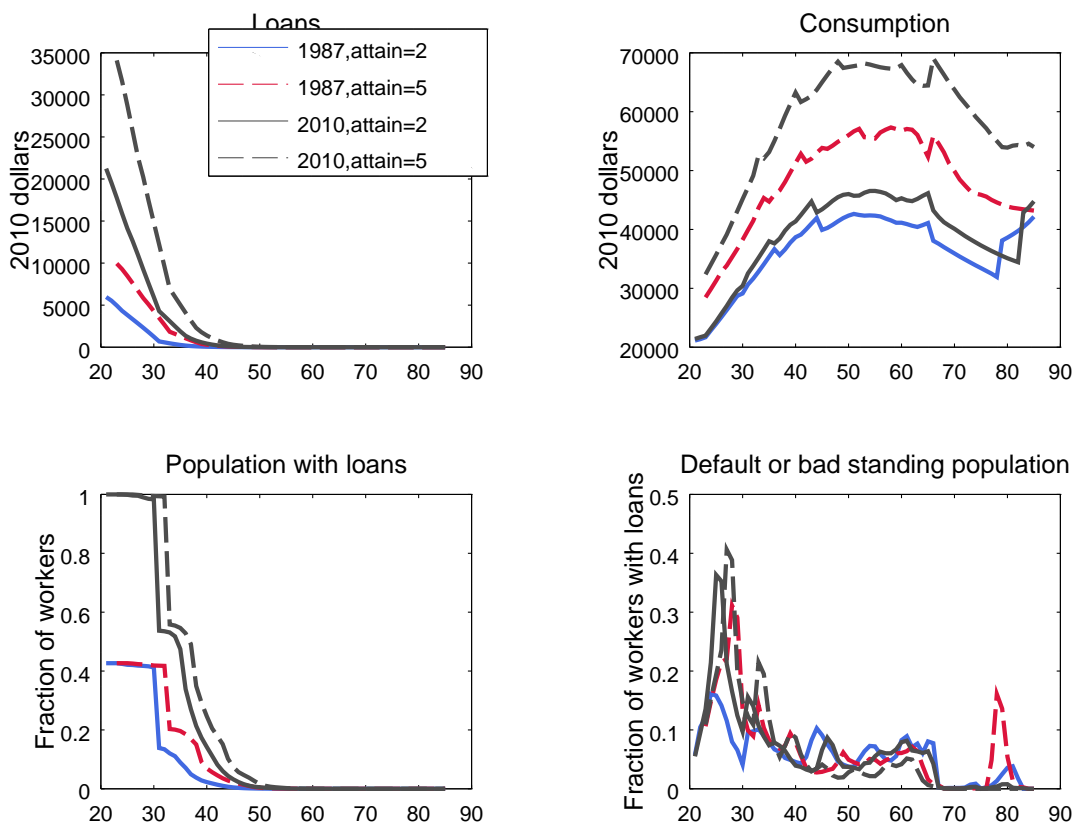 Loans
1987,attain=2
1987,attain=5
2010,attain=2
2010,attain=5
2010 dollars
35000
30000
25000
20000
15000
10000
5000
0
20 30 40 50 60 70 80 90
Consumption
2010 dollars
70000
60000
50000
40000
30000
20000
20 30 40 50 60 70 80 90
Population with loans
Fraction of workers
1
0.8
0.6
0.4
0.2
0
20 30 40 50 60 70 80 90
Default or bad standing population
Fraction of workers with loans
0.5
0.4
0.3
0.2
0.1
0
20 30 40 50 60 70 80 90